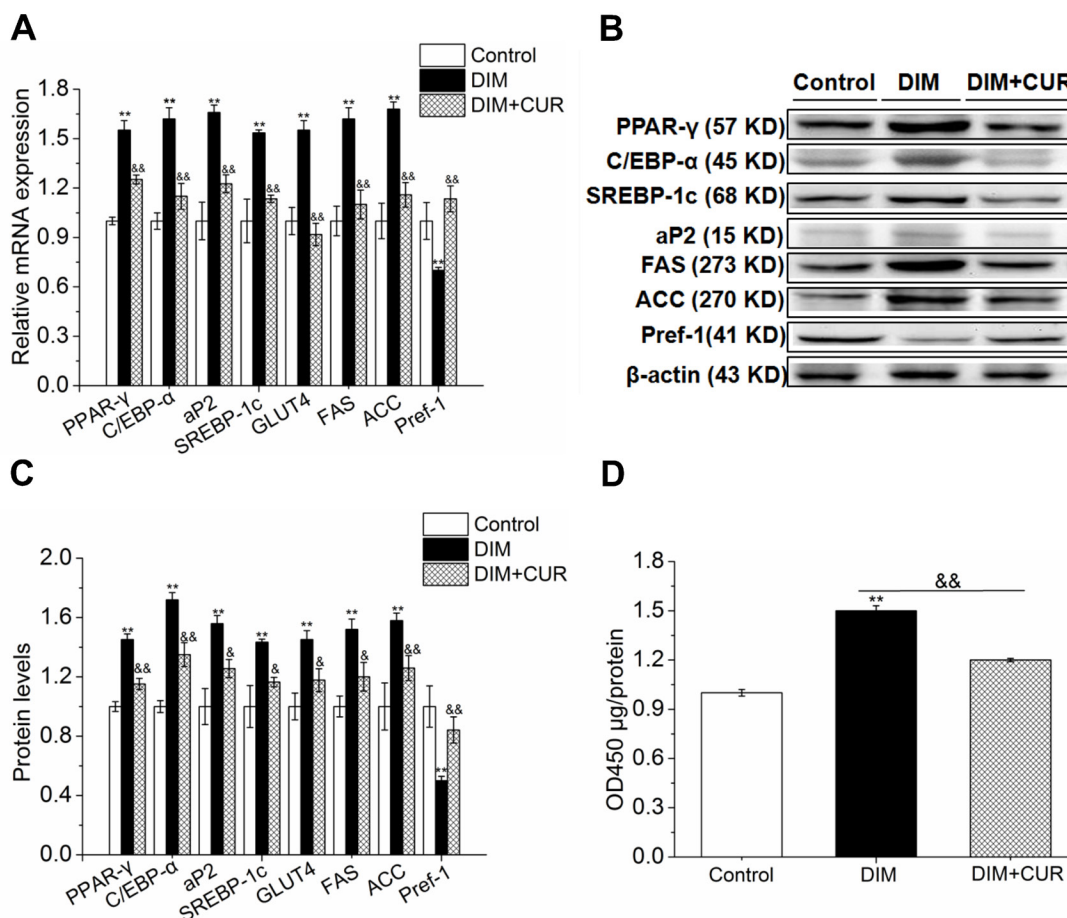 A
Control
DIM
DIM+CUR
Relative mRNA expression
1.8
1.5
1.2
0.9
0.6
0.3
0.0
** ** ** ** ** ** ** **
&& && && && && && && &&
PPAR-γ C/EBP-α aP2 SREBP-1c GLUT4 FAS ACC Pref-1
B
Control DIM DIM+CUR
PPAR-γ (57 KD)
C/EBP-α (45 KD)
SREBP-1c (68 KD)
aP2 (15 KD)
FAS (273 KD)
ACC (270 KD)
Pref-1(41 KD)
β-actin (43 KD)
C
Control
DIM
DIM+CUR
Protein levels
2.0
1.6
1.2
0.8
0.4
0.0
** ** ** ** ** ** ** **
&& && & & & & && &&
PPAR-γ C/EBP-α aP2 SREBP-1c GLUT4 FAS ACC Pref-1
D
OD450 µg/protein
1.8
1.5
1.2
0.9
0.6
0.3
0.0
&&
**
Control DIM DIM+CUR